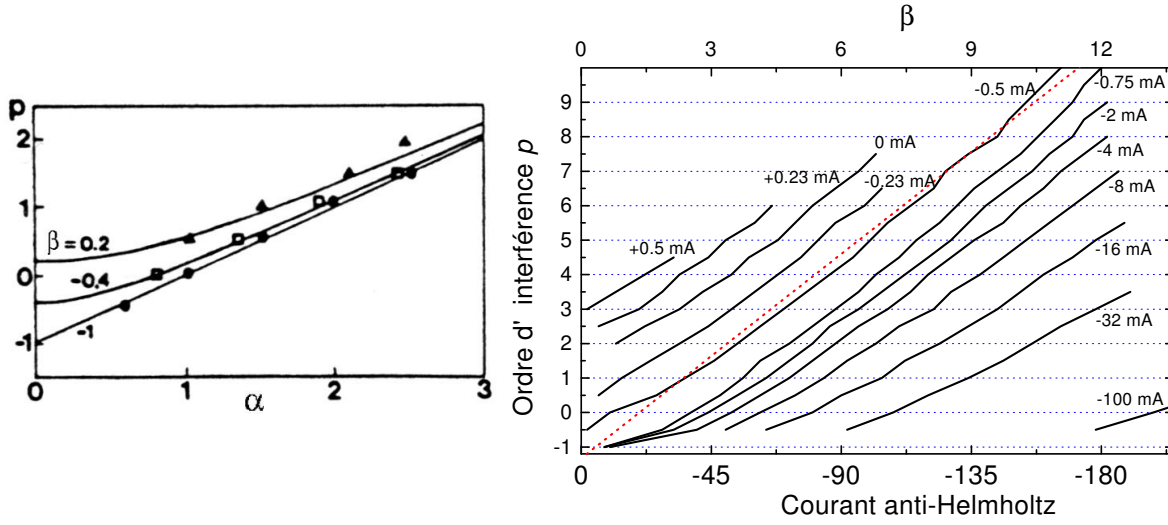 p
2
1
0
-1
β = 0.2
-0.4
-1
0
1
2
3
α
β
0
3
6
9
12
Ordre d' interférence p
9
8
7
6
5
4
3
2
1
0
-1
+0.5 mA
+0.23 mA
0 mA
-0.23 mA
-0.5 mA
-0.75 mA
-2 mA
-4 mA
-8 mA
-16 mA
-32 mA
-100 mA
0
-45
-90
-135
-180
Courant anti-Helmholtz